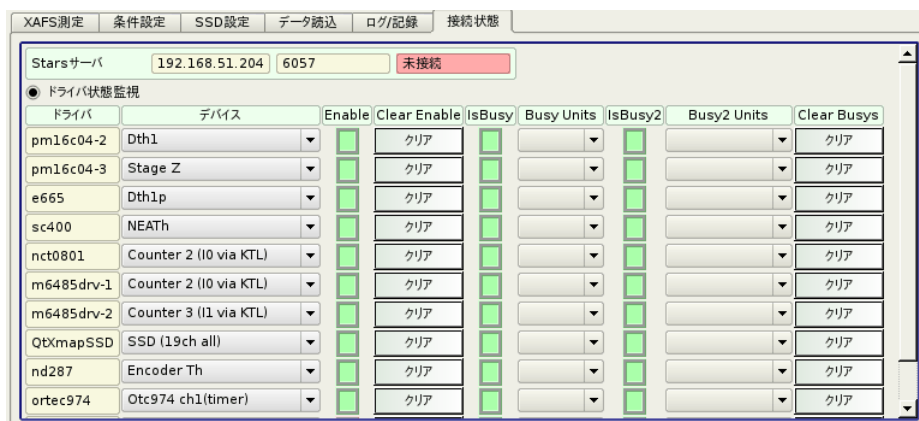 XAFS測定 条件設定 SSD設定 データ読込 ログ/記録 接続状態
Starsサーバ 192.168.51.204 6057 未接続
ドライバ状態監視
ドライバ デバイス Enable Clear Enable IsBusy Busy Units IsBusy2 Busy2 Units Clear Busys
pm16c04-2 Dth1 クリア クリア
pm16c04-3 Stage Z クリア クリア
e665 Dth1p クリア クリア
sc400 NEATh クリア クリア
nct0801 Counter 2 (I0 via KTL) クリア クリア
m6485drv-1 Counter 2 (I0 via KTL) クリア クリア
m6485drv-2 Counter 3 (I1 via KTL) クリア クリア
QtXmapSSD SSD (19ch all) クリア クリア
nd287 Encoder Th クリア クリア
ortec974 Otc974 ch1(timer) クリア クリア